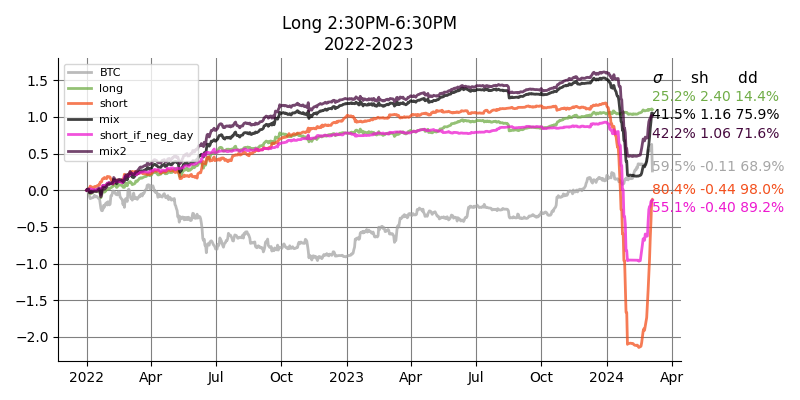 Long 2:30PM-6:30PM
2022-2023
σ sh dd
BTC
long
short
mix
short_if_neg_day
mix2
25.2% 2.40 14.4%
41.5% 1.16 75.9%
42.2% 1.06 71.6%
59.5% -0.11 68.9%
80.4% -0.44 98.0%
55.1% -0.40 89.2%
1.5
1.0
0.5
0.0
−0.5
−1.0
−1.5
−2.0
2022 Apr Jul Oct 2023 Apr Jul Oct 2024 Apr